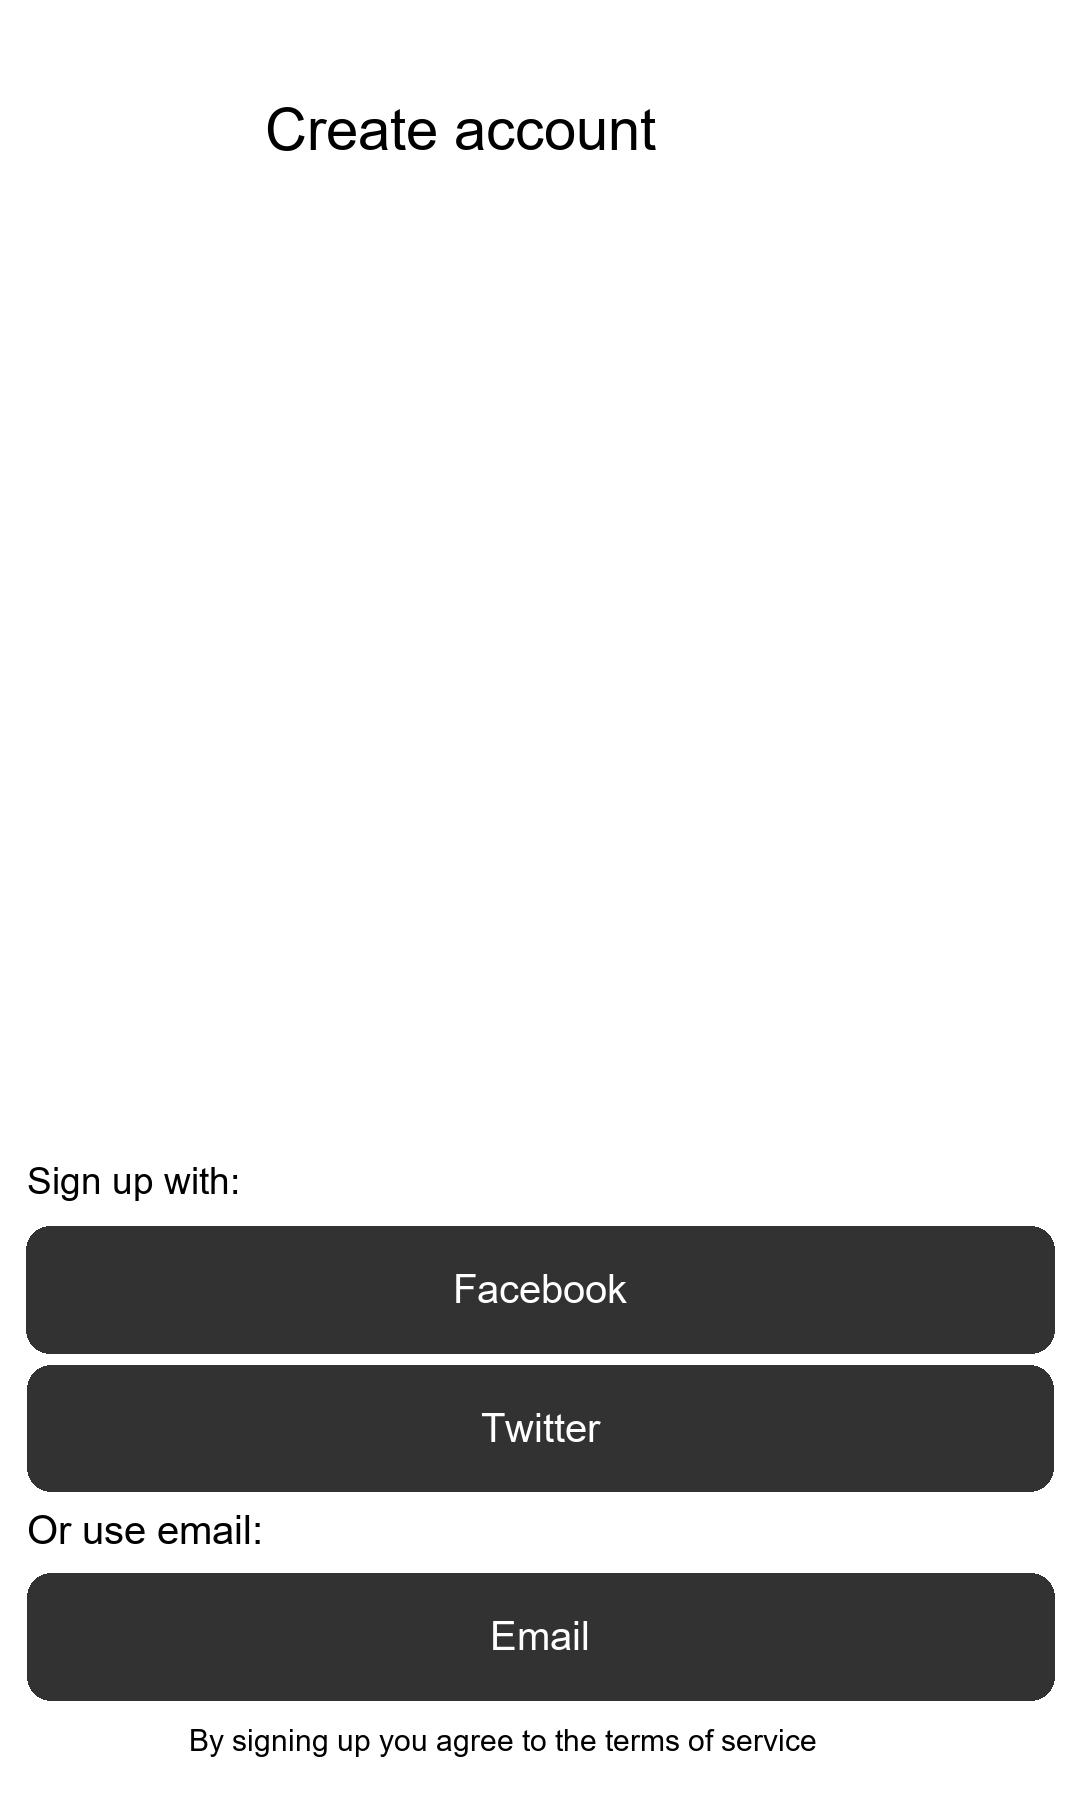 Create account
Sign up with:
Facebook
Twitter
Or use email:
Email
By signing up you agree to the terms of service